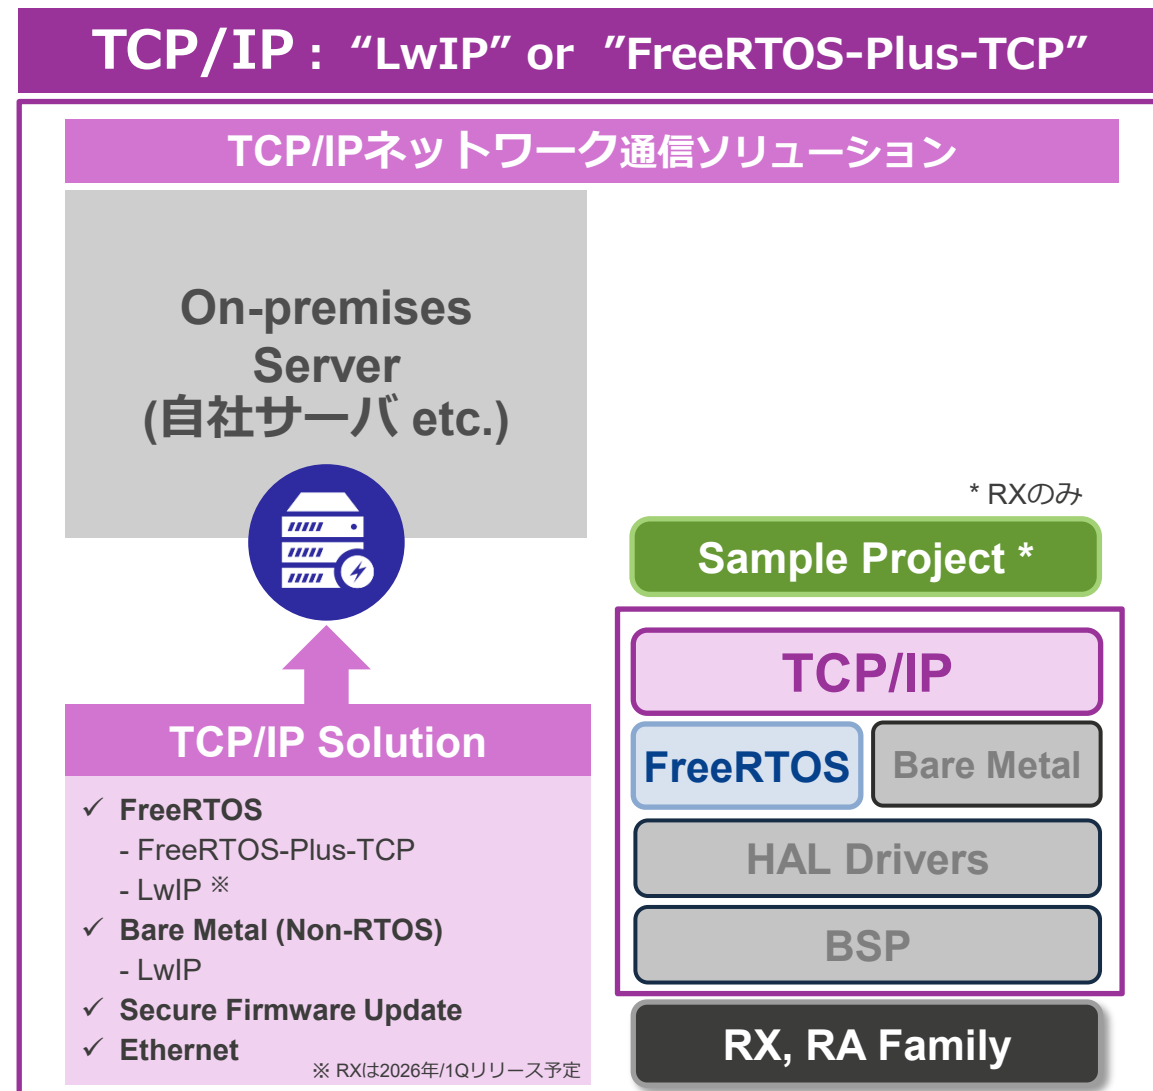 TCP/IP : “LwIP” or ”FreeRTOS-Plus-TCP”
TCP/IPネットワーク通信ソリューション
On-premises
Server
(自社サーバ etc.)
TCP/IP Solution
✓ FreeRTOS
- FreeRTOS-Plus-TCP
- LwIP ※
✓ Bare Metal (Non-RTOS)
- LwIP
✓ Secure Firmware Update
✓ Ethernet
※ RXは2026年/1Qリリース予定
* RXのみ
Sample Project *
TCP/IP
FreeRTOS
Bare Metal
HAL Drivers
BSP
RX, RA Family